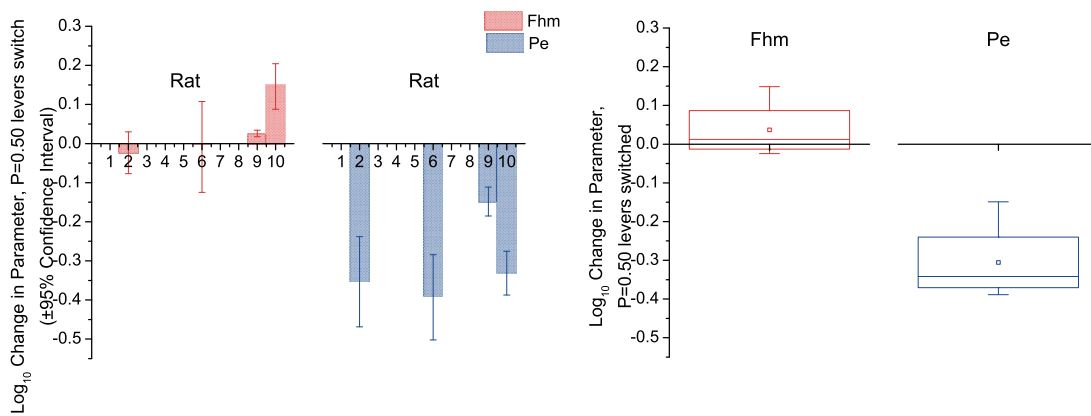 Log10 Change in Parameter, P=0.50 levers switch
(±95% Confidence Interval)
0.3
0.2
0.1
0.0
-0.1
-0.2
-0.3
-0.4
-0.5
Fhm
Pe
Rat
Rat
1 2 3 4 5 6 7 8 9 10
1 2 3 4 5 6 7 8 9 10
Log10 Change in Parameter,
P=0.50 levers switched
0.3
0.2
0.1
0.0
-0.1
-0.2
-0.3
-0.4
-0.5
Fhm
Pe